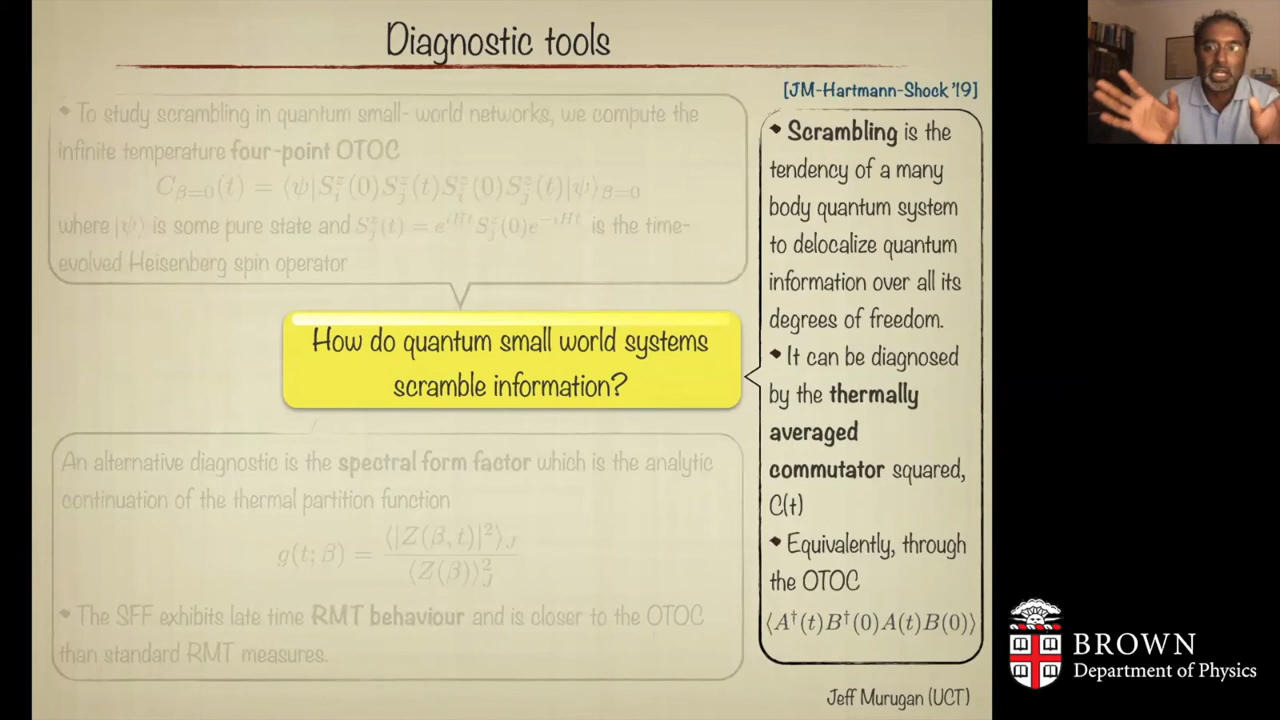 Diagnostic tools
[JM-Hartmann-Shock '19]
• To study scrambling in quantum small- world networks, we compute the
infinite temperature four-point OTOC
C_{β=0}(t) = ⟨ψ|S_i^z(0)S_j^z(t)S_i^z(0)S_j^z(t)|ψ⟩_{β=0}
where |ψ⟩ is some pure state and S_j^z(t) = e^{iHt}S_j^z(0)e^{-iHt} is the time-
evolved Heisenberg spin operator
How do quantum small world systems
scramble information?
An alternative diagnostic is the spectral form factor which is the analytic
continuation of the thermal partition function
g(t; β) = ⟨|Z(β, t)|²⟩_J / ⟨Z(β)⟩²_J
• The SFF exhibits late time RMT behaviour and is closer to the OTOC
than standard RMT measures.
• Scrambling is the
tendency of a many
body quantum system
to delocalize quantum
information over all its
degrees of freedom.
• It can be diagnosed
by the thermally
averaged
commutator squared,
C(t)
• Equivalently, through
the OTOC
⟨A†(t)B†(0)A(t)B(0)⟩
Jeff Murugan (UCT)
BROWN
Department of Physics